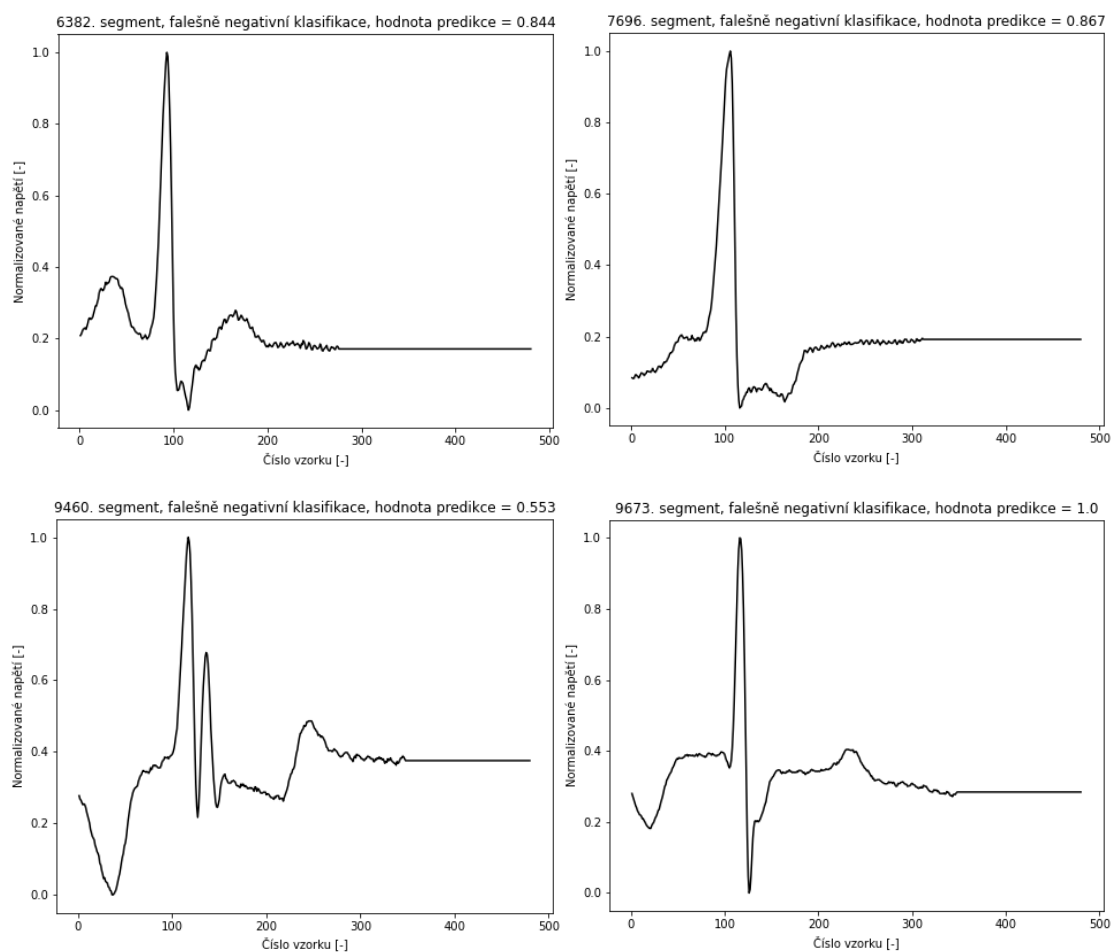 6382. segment, falešně negativní klasifikace, hodnota predikce = 0.844
1.0
0.8
0.6
0.4
0.2
0.0
Normalizované napětí [-]
0 100 200 300 400 500
Číslo vzorku [-]
7696. segment, falešně negativní klasifikace, hodnota predikce = 0.867
1.0
0.8
0.6
0.4
0.2
0.0
Normalizované napětí [-]
0 100 200 300 400 500
Číslo vzorku [-]
9460. segment, falešně negativní klasifikace, hodnota predikce = 0.553
1.0
0.8
0.6
0.4
0.2
0.0
Normalizované napětí [-]
0 100 200 300 400 500
Číslo vzorku [-]
9673. segment, falešně negativní klasifikace, hodnota predikce = 1.0
1.0
0.8
0.6
0.4
0.2
0.0
Normalizované napětí [-]
0 100 200 300 400 500
Číslo vzorku [-]